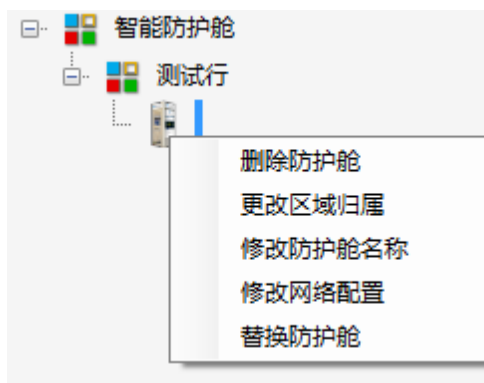 智能防护舱
测试行
删除防护舱
更改区域归属
修改防护舱名称
修改网络配置
替换防护舱